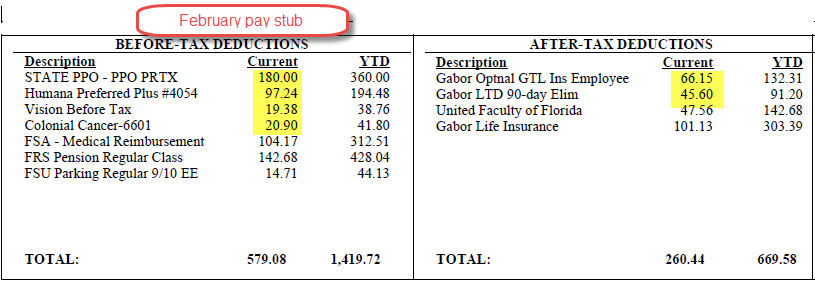 February pay stub
BEFORE-TAX DEDUCTIONS
Description Current YTD
STATE PPO - PPO PRTX 180.00 360.00
Humana Preferred Plus #4054 97.24 194.48
Vision Before Tax 19.38 38.76
Colonial Cancer-6601 20.90 41.80
FSA - Medical Reimbursement 104.17 312.51
FRS Pension Regular Class 142.68 428.04
FSU Parking Regular 9/10 EE 14.71 44.13
TOTAL: 579.08 1,419.72
AFTER-TAX DEDUCTIONS
Description Current YTD
Gabor Optnal GTL Ins Employee 66.15 132.31
Gabor LTD 90-day Elim 45.60 91.20
United Faculty of Florida 47.56 142.68
Gabor Life Insurance 101.13 303.39
TOTAL: 260.44 669.58